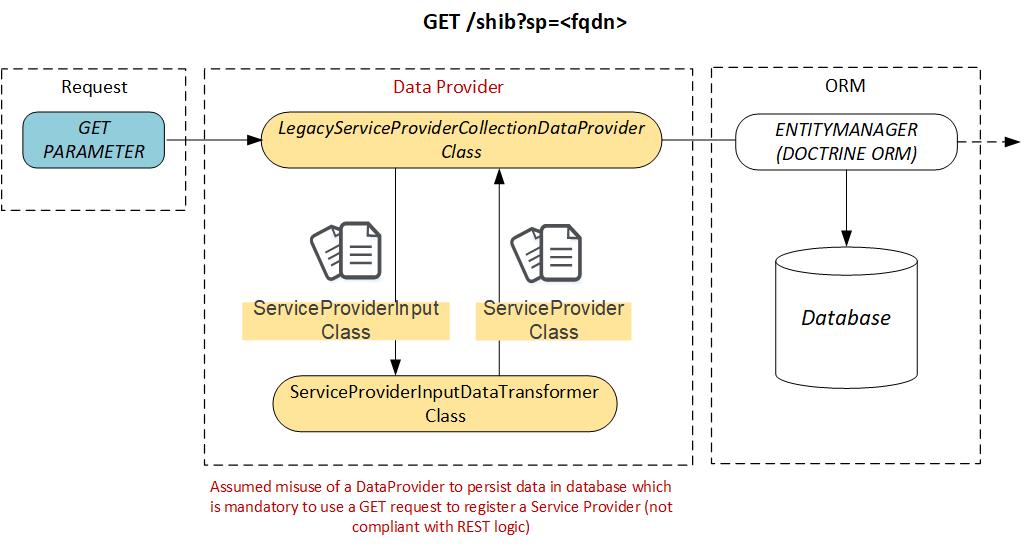 GET /shib?sp=<fqdn>
Request
GET
PARAMETER
Data Provider
LegacyServiceProviderCollectionDataProvider
Class
ServiceProviderInput
Class
ServiceProvider
Class
ServiceProviderInputDataTransformer
Class
Assumed misuse of a DataProvider to persist data in database which
is mandatory to use a GET request to register a Service Provider (not
compliant with REST logic)
ORM
ENTITYMANAGER
(DOCTRINE ORM)
Database